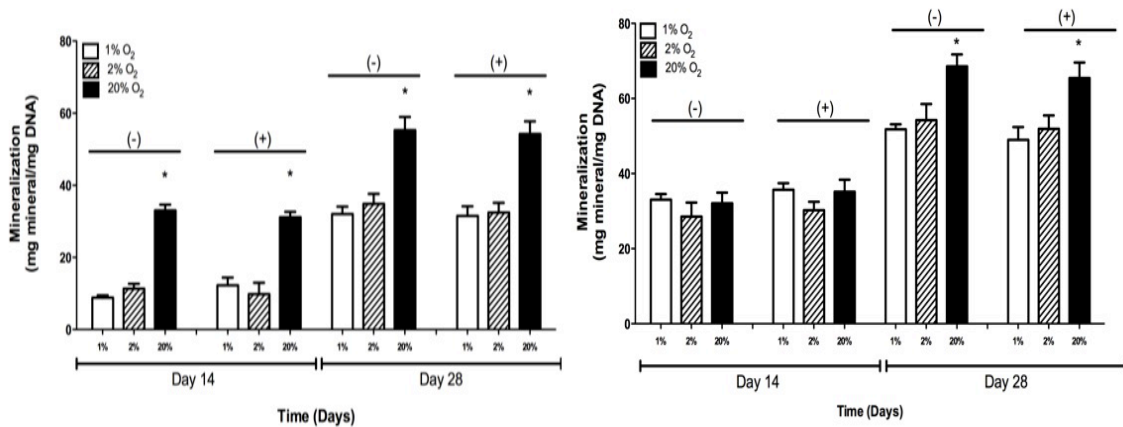 80
60
40
20
0
Mineralization
(mg mineral/mg DNA)
1% O₂
2% O₂
20% O₂
(-)
(+)
(-)
(+)
*
*
*
*
1% 2% 20% 1% 2% 20% 1% 2% 20% 1% 2% 20%
Day 14 Day 28
Time (Days)
80
60
40
20
0
Mineralization
(mg mineral/mg DNA)
1% O₂
2% O₂
20% O₂
(-)
(+)
(-)
(+)
*
*
1% 2% 20% 1% 2% 20% 1% 2% 20% 1% 2% 20%
Day 14 Day 28
Time (Days)